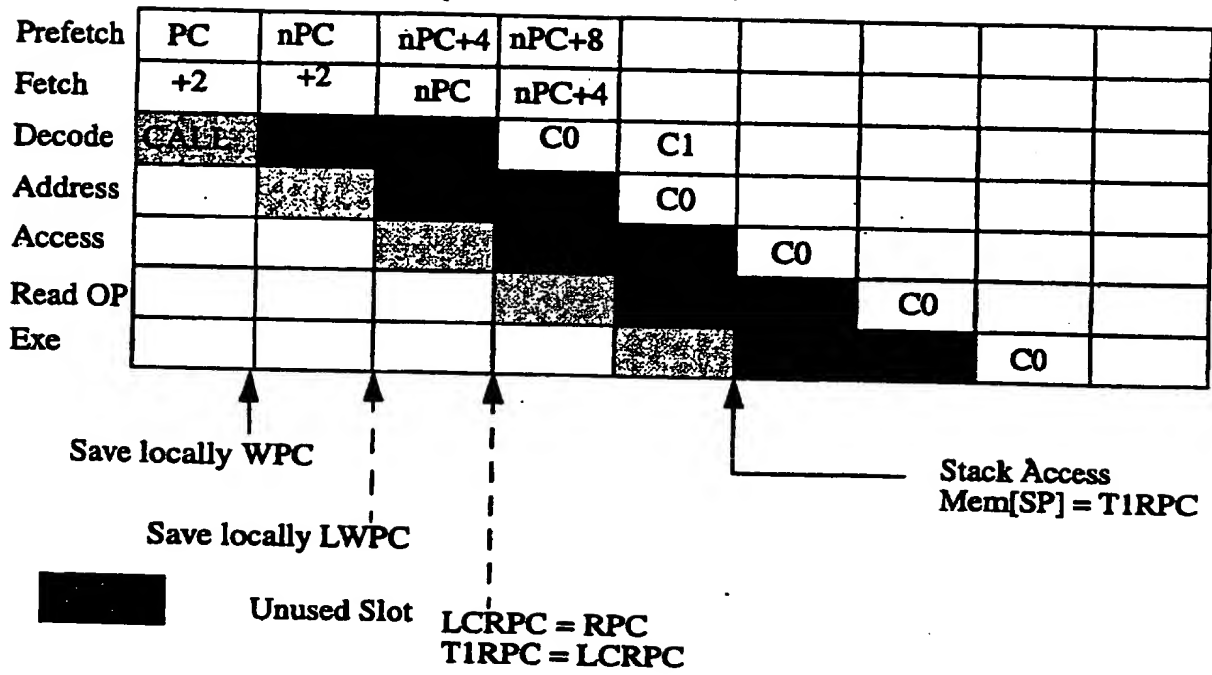 Prefetch PC nPC nPC+4 nPC+8
Fetch +2 +2 nPC nPC+4
Decode CALL C0 C1
Address C0
Access C0
Read OP C0
Exe C0
Save locally WPC
Stack Access
Mem[SP] = T1RPC
Save locally LWPC
Unused Slot
LCRPC = RPC
T1RPC = LCRPC